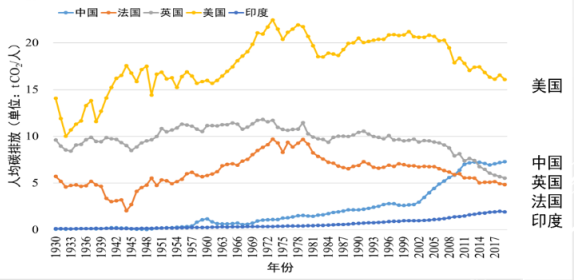 中国 法国 英国 美国 印度
人均碳排放（单位：tCO₂/人）
20
15
10
5
0
1930 1933 1936 1939 1942 1945 1948 1951 1954 1957 1960 1963 1966 1969 1972 1975 1978 1981 1984 1987 1990 1993 1996 1999 2002 2005 2008 2011 2014 2017
年份
美国
中国
英国
法国
印度